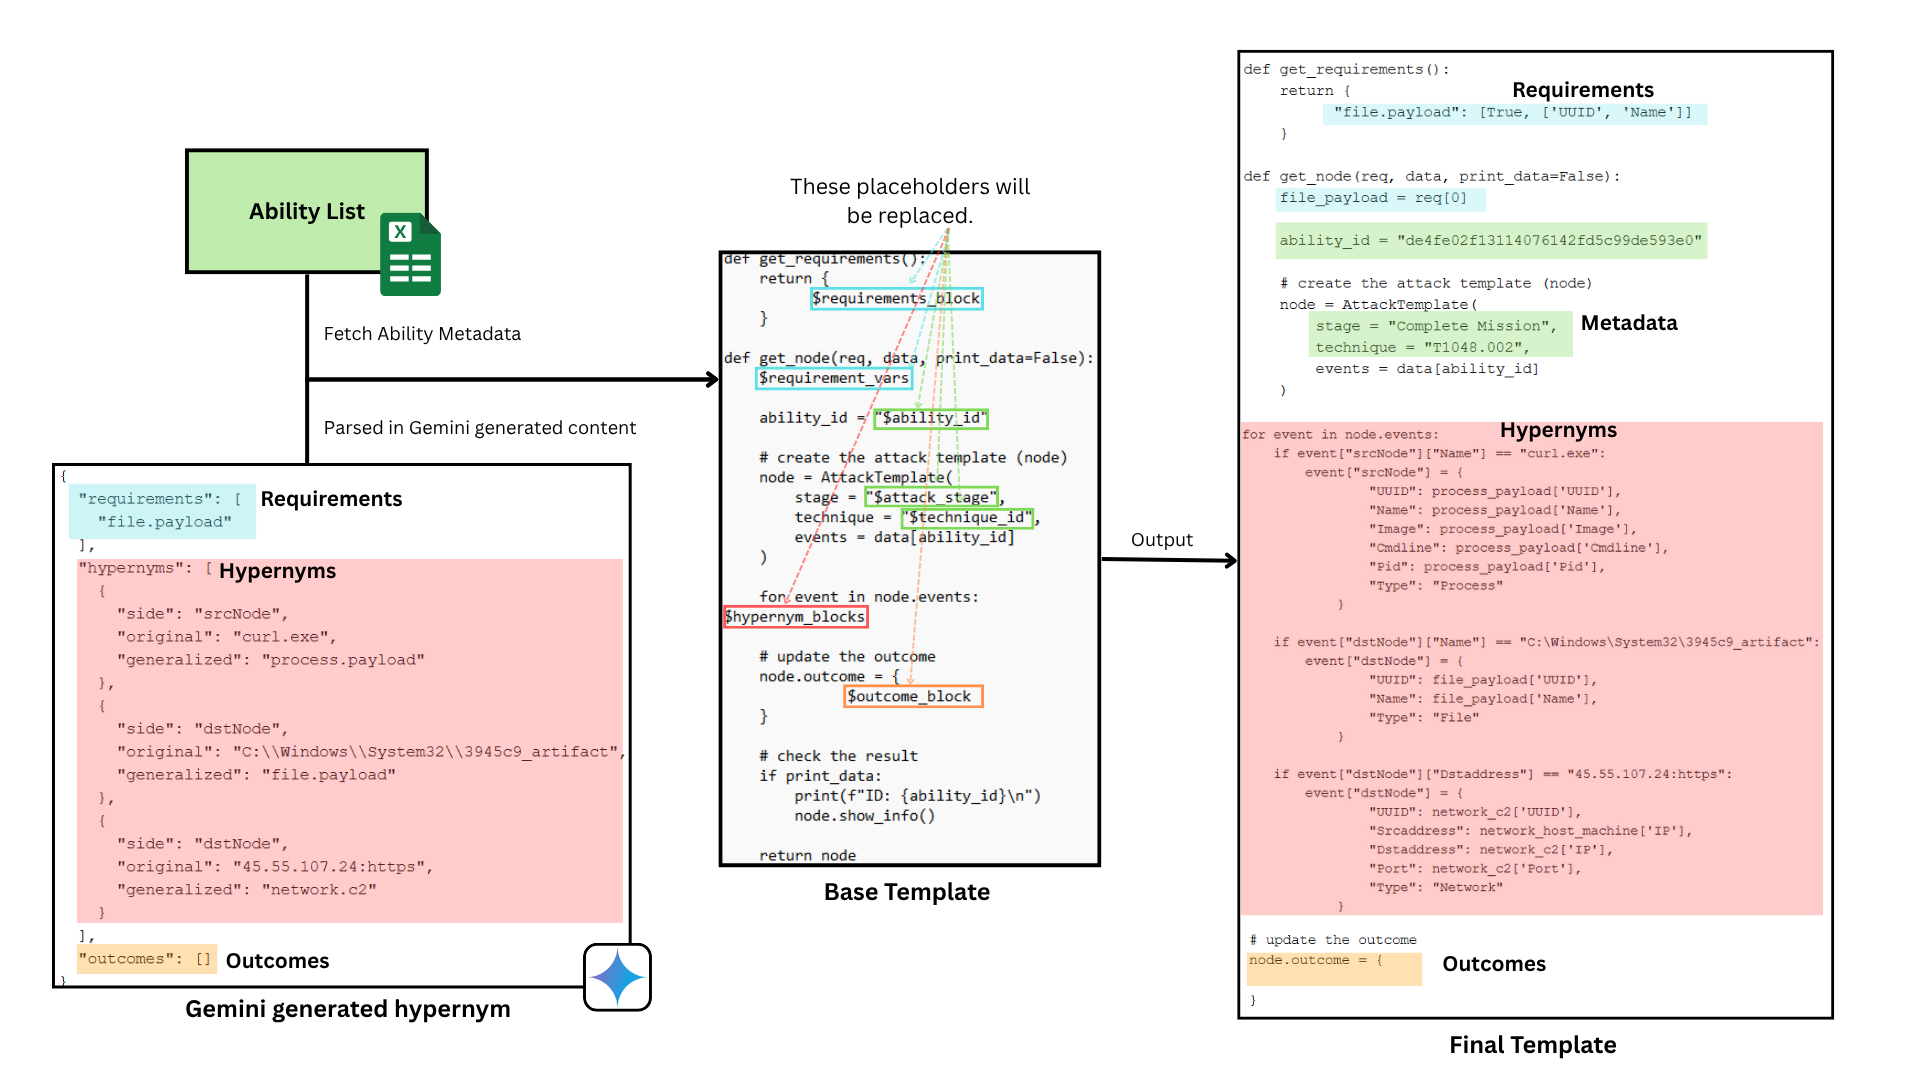 Ability List
X
Fetch Ability Metadata
Parsed in Gemini generated content
{
"requirements": [
"file.payload"
],
Requirements
"hypernyms": [
Hypernyms
{
"side": "srcNode",
"original": "curl.exe",
"generalized": "process.payload"
},
{
"side": "dstNode",
"original": "C:\\Windows\\System32\\3945c9_artifact",
"generalized": "file.payload"
},
{
"side": "dstNode",
"original": "45.55.107.24:https",
"generalized": "network.c2"
}
],
"outcomes": []
Outcomes
}
Gemini generated hypernym
These placeholders will
be replaced.
def get_requirements():
return {
$requirements_block
}
def get_node(req, data, print_data=False):
$requirement_vars
ability_id = "$ability_id"
# create the attack template (node)
node = AttackTemplate(
stage = "$attack_stage",
technique = "$technique_id",
events = data[ability_id]
)
for event in node.events:
$hypernym_blocks
# update the outcome
node.outcome = {
$outcome_block
}
# check the result
if print_data:
print(f"ID: {ability_id}\n")
node.show_info()
return node
Base Template
Output
def get_requirements():
return {
Requirements
"file.payload": [True, ['UUID', 'Name']]
}
def get_node(req, data, print_data=False):
file_payload = req[0]
ability_id = "de4fe02f13114076142fd5c99de593e0"
# create the attack template (node)
node = AttackTemplate(
stage = "Complete Mission",
technique = "T1048.002",
Metadata
events = data[ability_id]
)
Hypernyms
for event in node.events:
if event["srcNode"]["Name"] == "curl.exe":
event["srcNode"] = {
"UUID": process_payload['UUID'],
"Name": process_payload['Name'],
"Image": process_payload['Image'],
"Cmdline": process_payload['Cmdline'],
"Pid": process_payload['Pid'],
"Type": "Process"
}
if event["dstNode"]["Name"] == "C:\Windows\System32\3945c9_artifact":
event["dstNode"] = {
"UUID": file_payload['UUID'],
"Name": file_payload['Name'],
"Type": "File"
}
if event["dstNode"]["Dstaddress"] == "45.55.107.24:https":
event["dstNode"] = {
"UUID": network_c2['UUID'],
"Srcaddress": network_host_machine['IP'],
"Dstaddress": network_c2['IP'],
"Port": network_c2['Port'],
"Type": "Network"
}
# update the outcome
node.outcome = {
Outcomes
}
Final Template